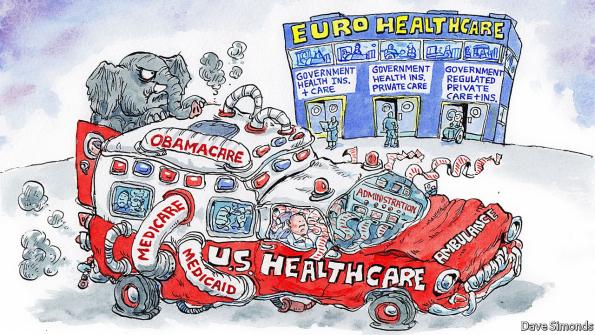 EURO HEALTHCARE
GOVERNMENT
HEALTH INS.
+ CARE
GOVERNMENT
HEALTH INS.
PRIVATE CARE
GOVERNMENT
REGULATED
PRIVATE
CARE+INS.
OBAMACARE
ADMINISTRATION
MEDICARE
MEDICAID
U.S. HEALTHCARE
AMBULANCE
Dave Simonds